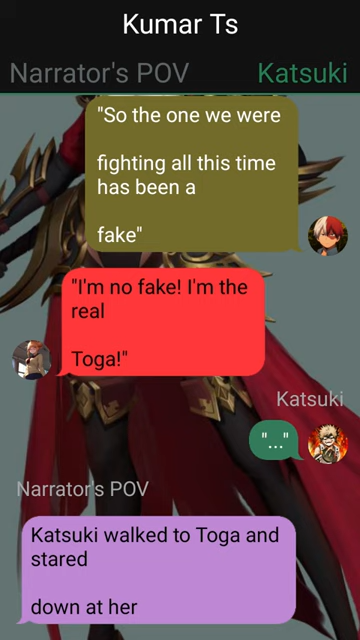 Kumar Ts
Narrator's POV
Katsuki
"So the one we were
fighting all this time
has been a
fake"
"I'm no fake! I'm the
real
Toga!"
Katsuki
"..."
Narrator's POV
Katsuki walked to Toga and
stared
down at her